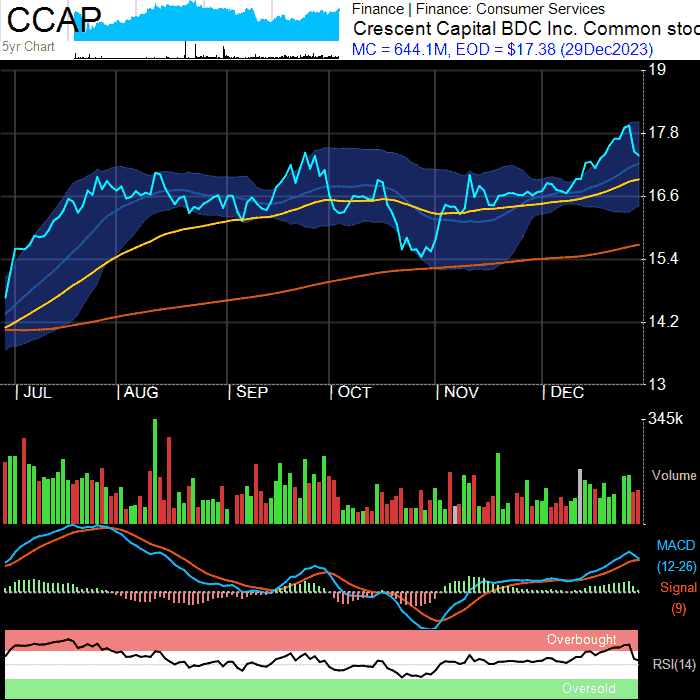 CCAP
5yr Chart
Finance | Finance: Consumer Services
Crescent Capital BDC Inc. Common stoc
MC = 644.1M, EOD = $17.38 (29Dec2023)
19
17.8
16.6
15.4
14.2
13
JUL
AUG
SEP
OCT
NOV
DEC
345k
Volume
MACD
(12-26)
Signal
(9)
Overbought
RSI(14)
Oversold